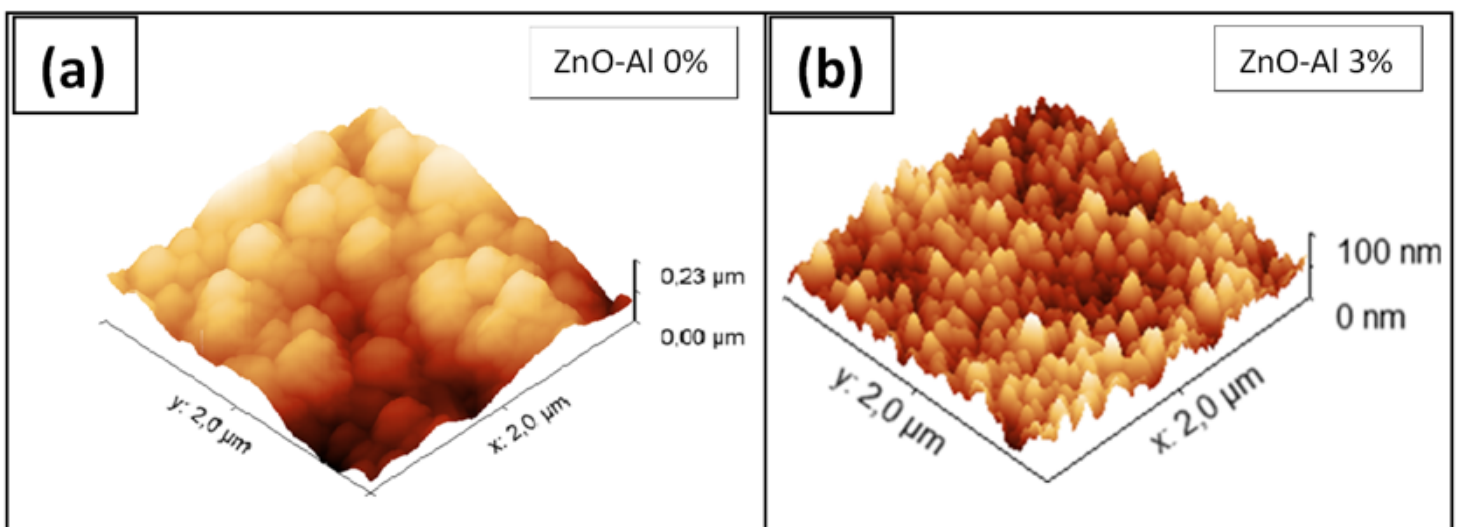 (a)
ZnO-Al 0%
0,23 µm
0,00 µm
y: 2,0 µm
x: 2,0 µm
(b)
ZnO-Al 3%
100 nm
0 nm
y: 2,0 µm
x: 2,0 µm